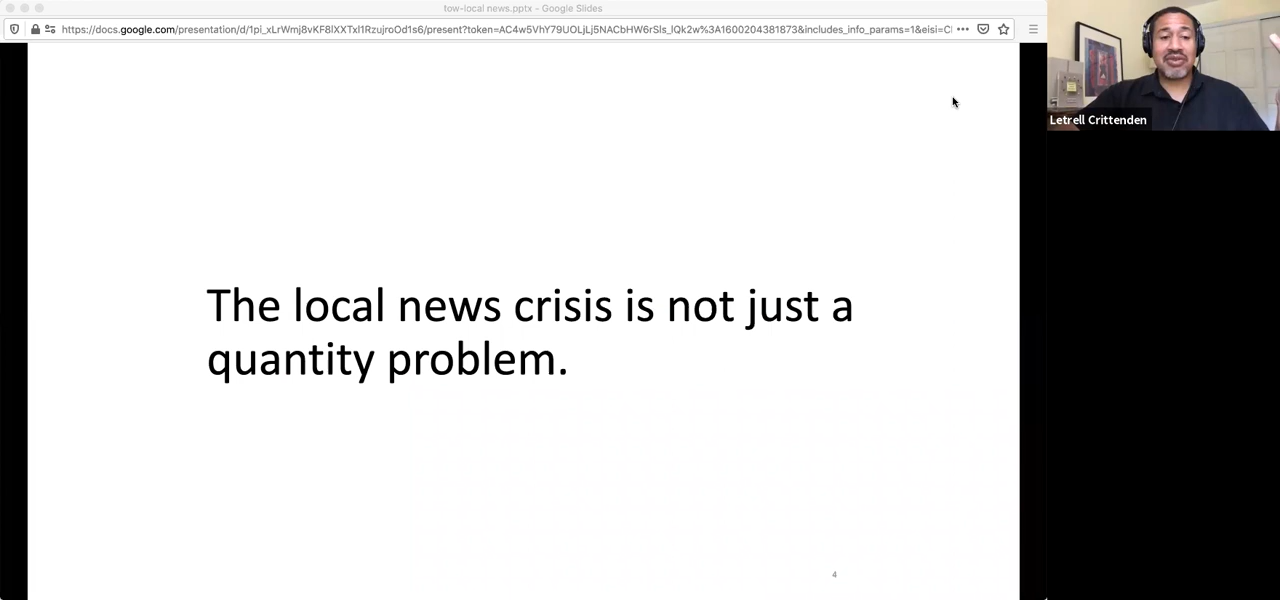 tow-local news.pptx - Google Slides
The local news crisis is not just a
quantity problem.
4
Letrell Crittenden